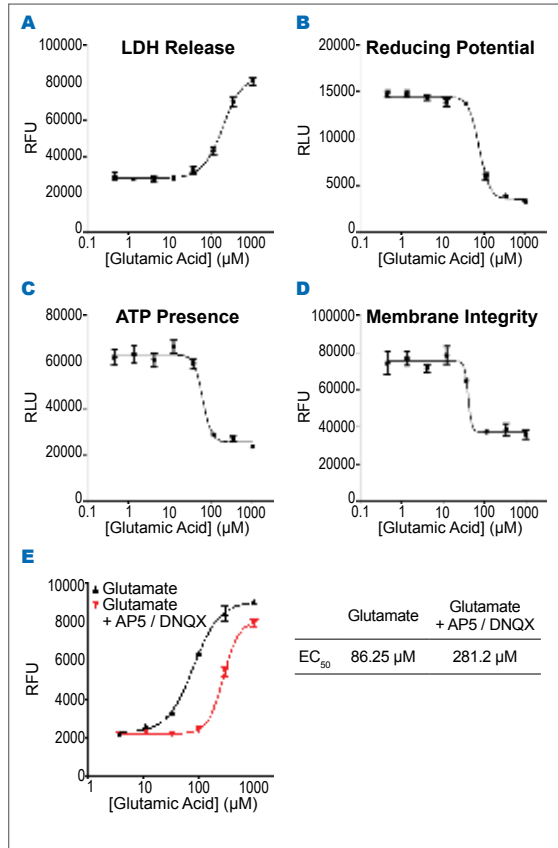 A
LDH Release
RFU
100000
80000
60000
40000
20000
0
0.1
1
10
100
1000
[Glutamic Acid] (µM)
B
Reducing Potential
RLU
20000
15000
10000
5000
0
0.1
1
10
100
1000
[Glutamic Acid] (µM)
C
ATP Presence
RLU
80000
60000
40000
20000
0
0.1
1
10
100
1000
[Glutamic Acid] (µM)
D
Membrane Integrity
RFU
100000
80000
60000
40000
20000
0
0.1
1
10
100
1000
[Glutamic Acid] (µM)
E
Glutamate
Glutamate
+ AP5 / DNQX
RFU
10000
8000
6000
4000
2000
0
1
10
100
1000
[Glutamic Acid] (µM)
Glutamate
Glutamate
+ AP5 / DNQX
EC50 86.25 µM 281.2 µM